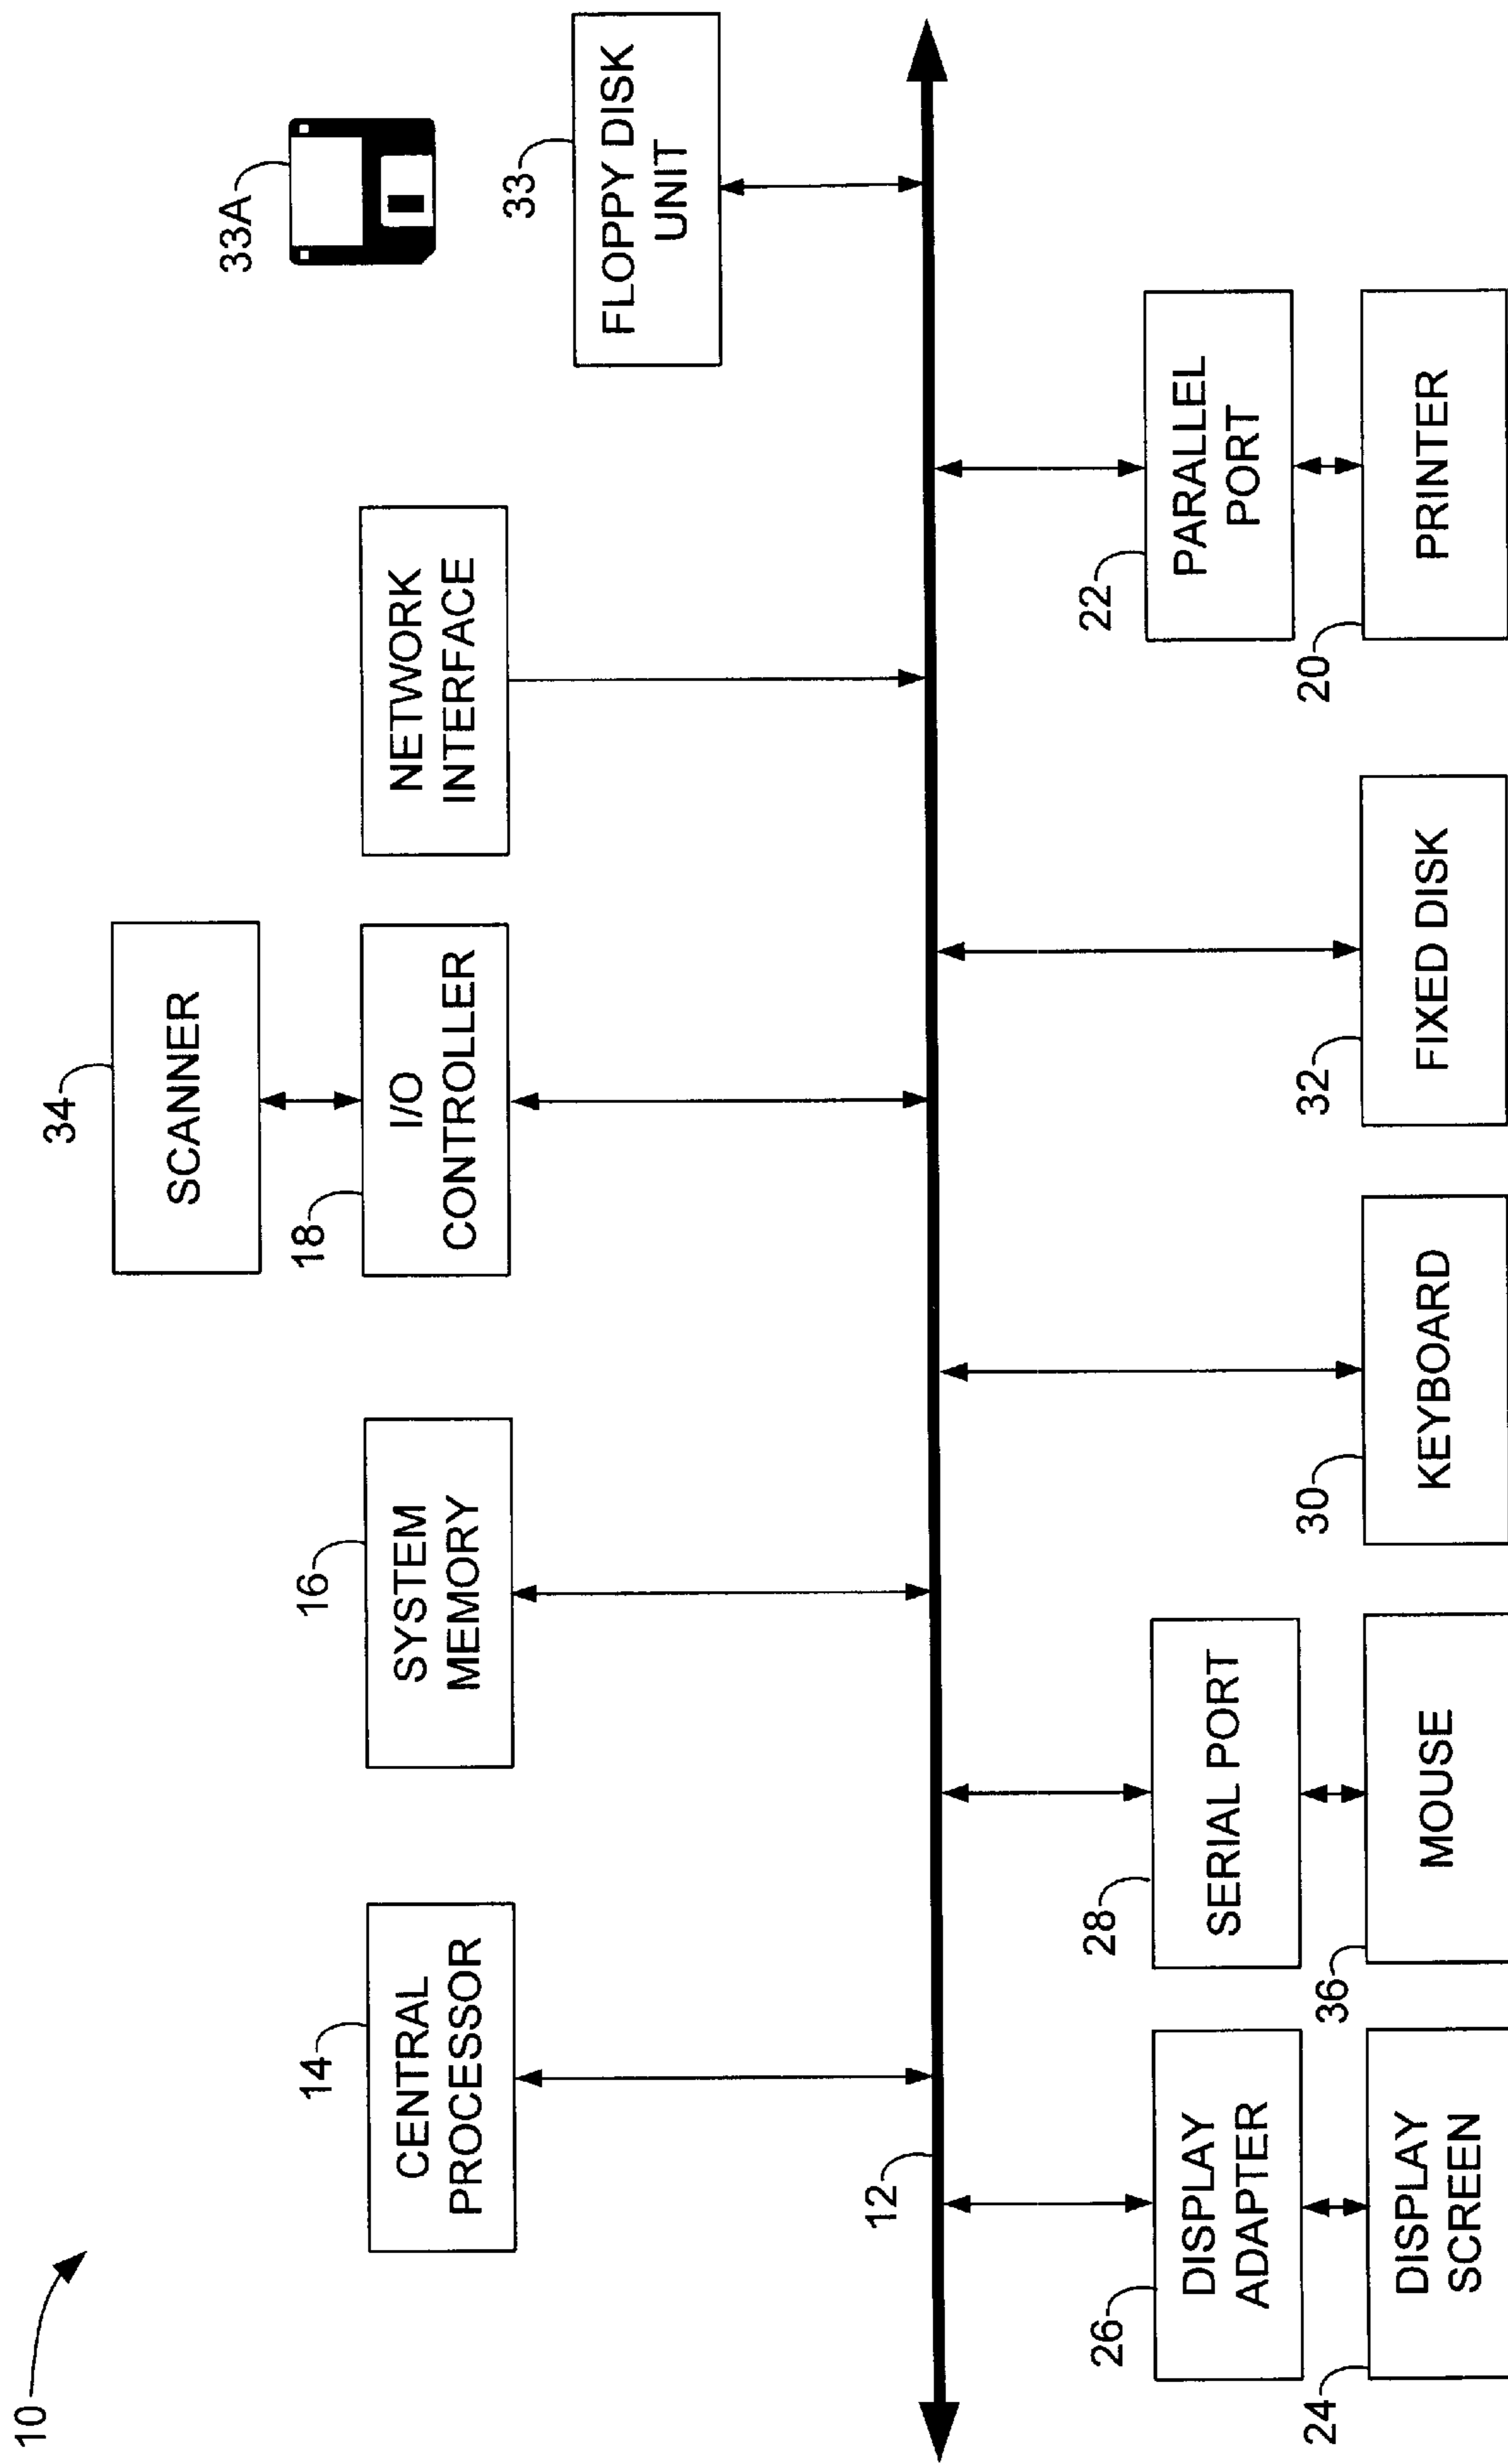 10
33A
34
SCANNER
14
CENTRAL
PROCESSOR
16
SYSTEM
MEMORY
18
I/O
CONTROLLER
NETWORK
INTERFACE
33
FLOPPY DISK
UNIT
12
26
DISPLAY
ADAPTER
28
SERIAL PORT
22
PARALLEL
PORT
24
DISPLAY
SCREEN
36
MOUSE
30
KEYBOARD
32
FIXED DISK
20
PRINTER